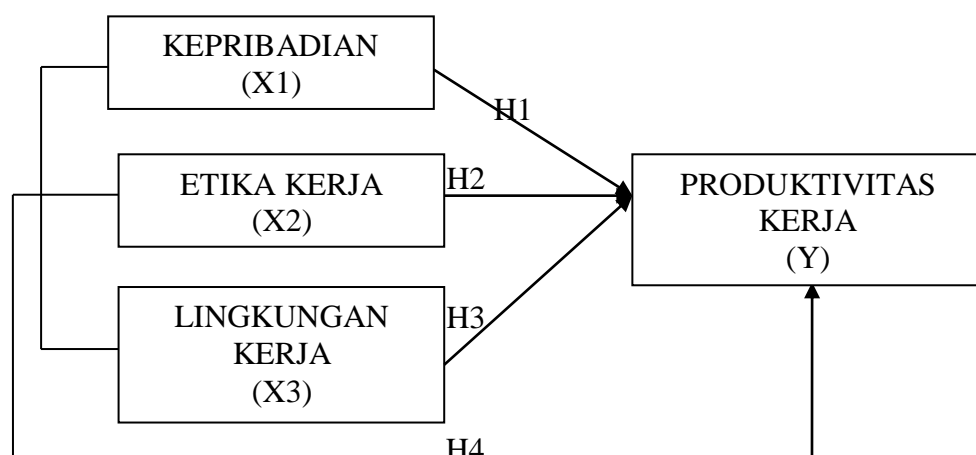 KEPRIBADIAN
(X1)
H1
ETIKA KERJA
(X2)
H2
PRODUKTIVITAS
KERJA
(Y)
LINGKUNGAN
KERJA
(X3)
H3
H4